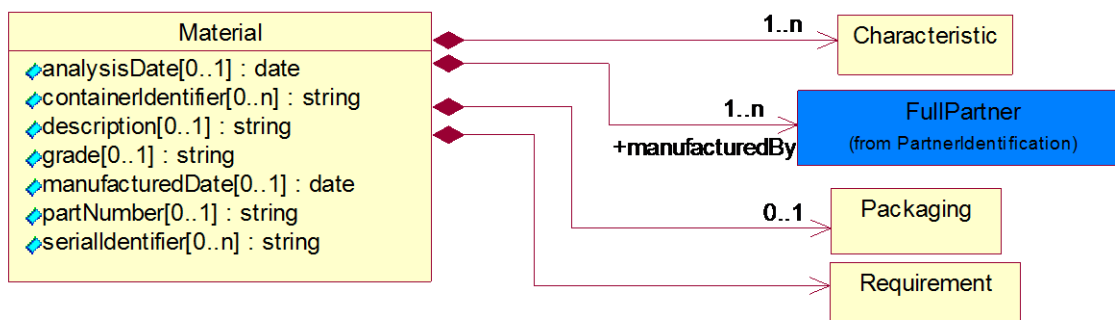 Material
analysisDate[0..1] : date
containerIdentifier[0..n] : string
description[0..1] : string
grade[0..1] : string
manufacturedDate[0..1] : date
partNumber[0..1] : string
serialIdentifier[0..n] : string
1..n
Characteristic
1..n
+manufacturedBy
FullPartner
(from PartnerIdentification)
0..1
Packaging
Requirement